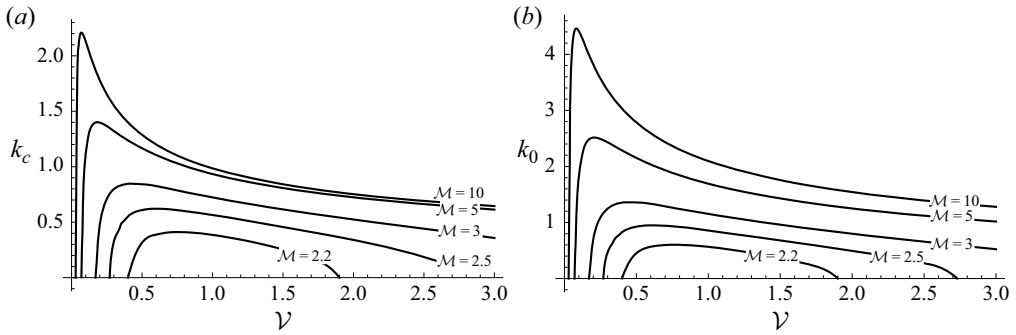 (a)
(b)
k_c
2.0
1.5
1.0
0.5
0.5
1.0
1.5
2.0
2.5
3.0
𝒱
ℳ = 10
ℳ = 5
ℳ = 3
ℳ = 2.5
ℳ = 2.2
k_0
4
3
2
1
0.5
1.0
1.5
2.0
2.5
3.0
𝒱
ℳ = 10
ℳ = 5
ℳ = 3
ℳ = 2.5
ℳ = 2.2